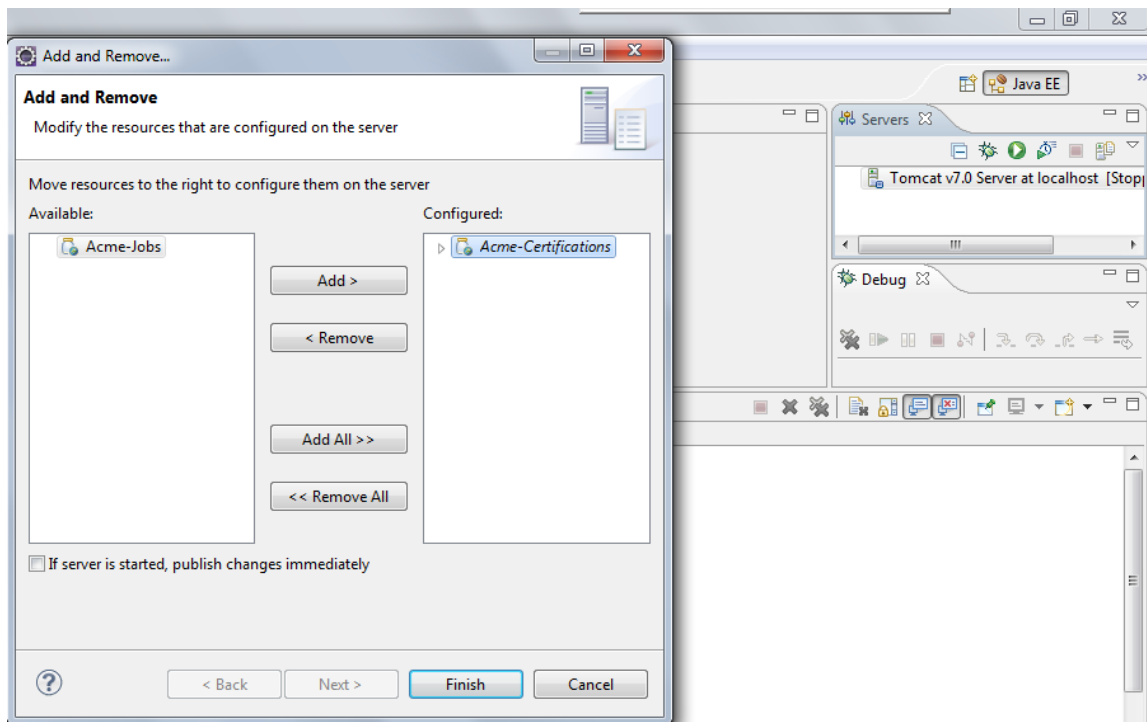 Add and Remove...
Add and Remove
Modify the resources that are configured on the server
Move resources to the right to configure them on the server
Available:
Configured:
Acme-Jobs
Acme-Certifications
Add >
< Remove
Add All >>
<< Remove All
If server is started, publish changes immediately
< Back
Next >
Finish
Cancel
Java EE
Servers
Tomcat v7.0 Server at localhost [Stop
Debug